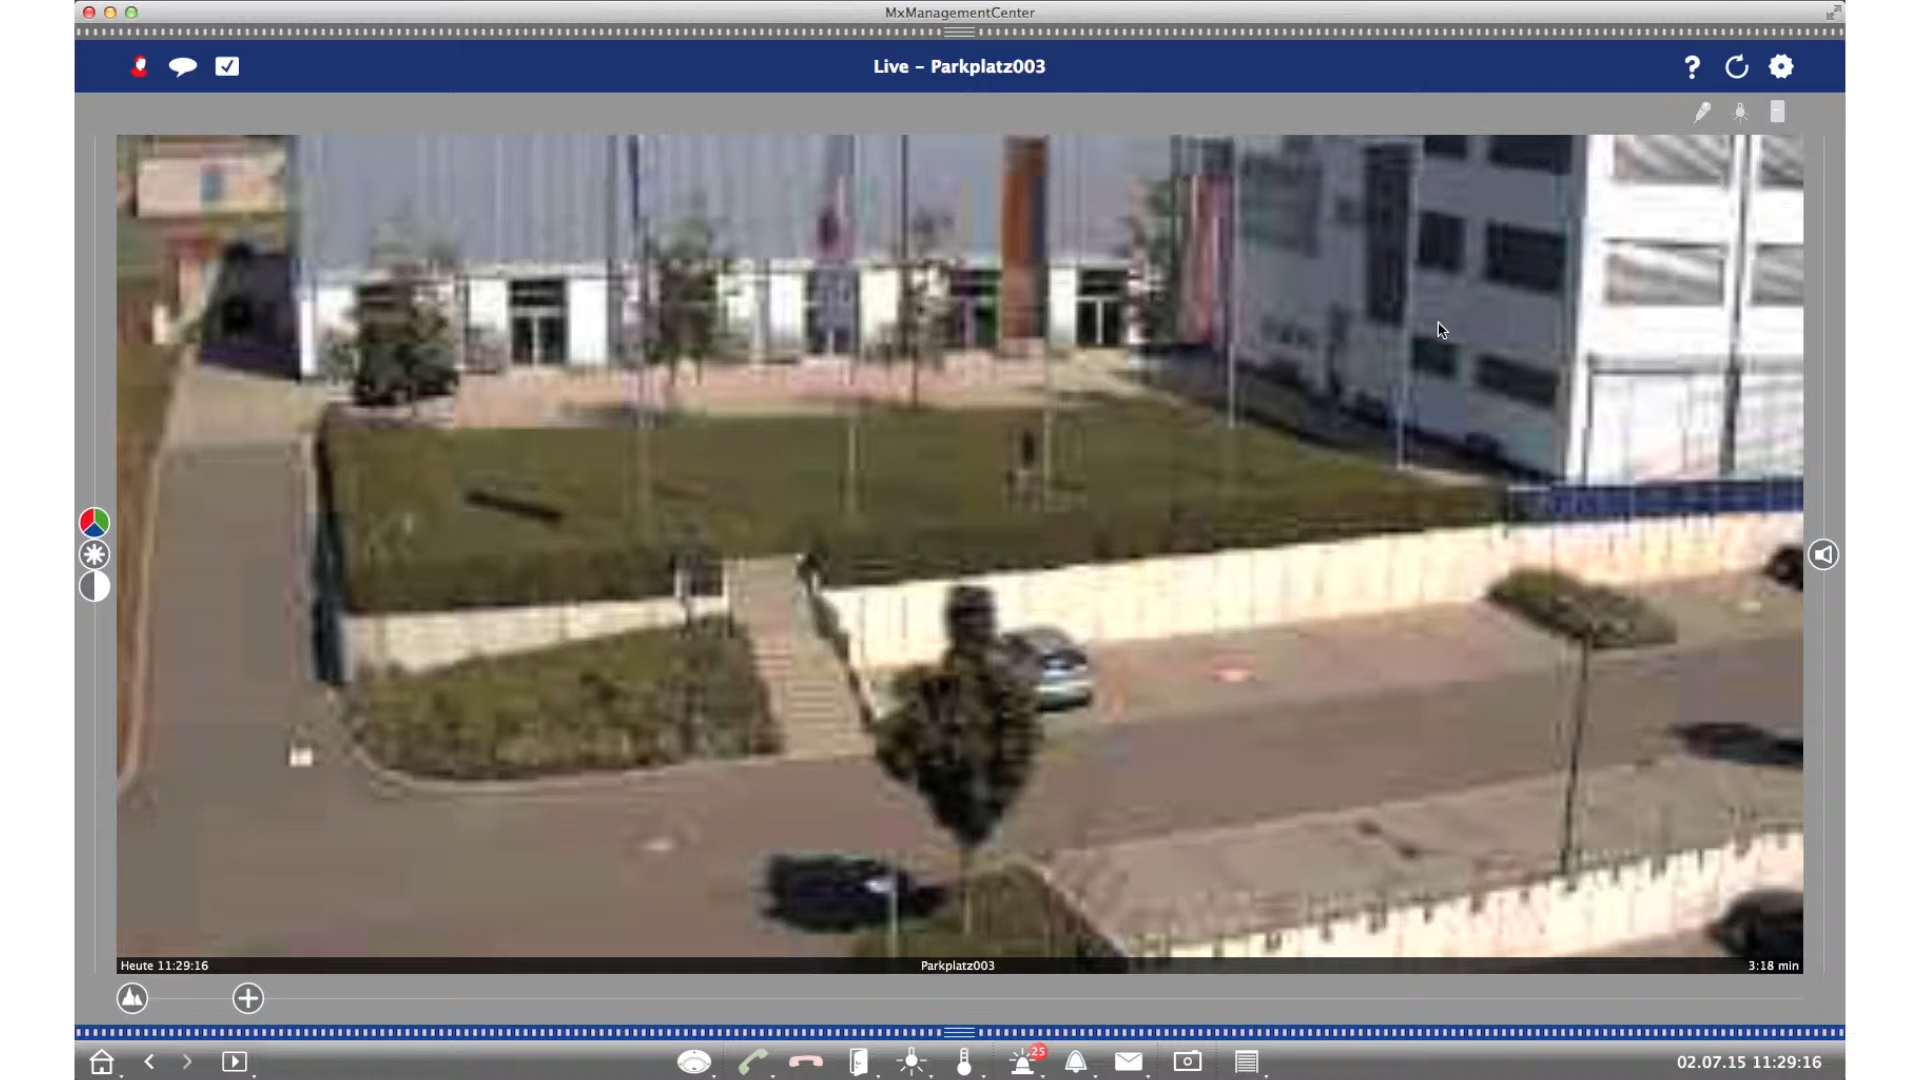 MxManagementCenter
Live – Parkplatz003
Heute 11:29:16
Parkplatz003
3:18 min
25
02.07.15 11:29:16